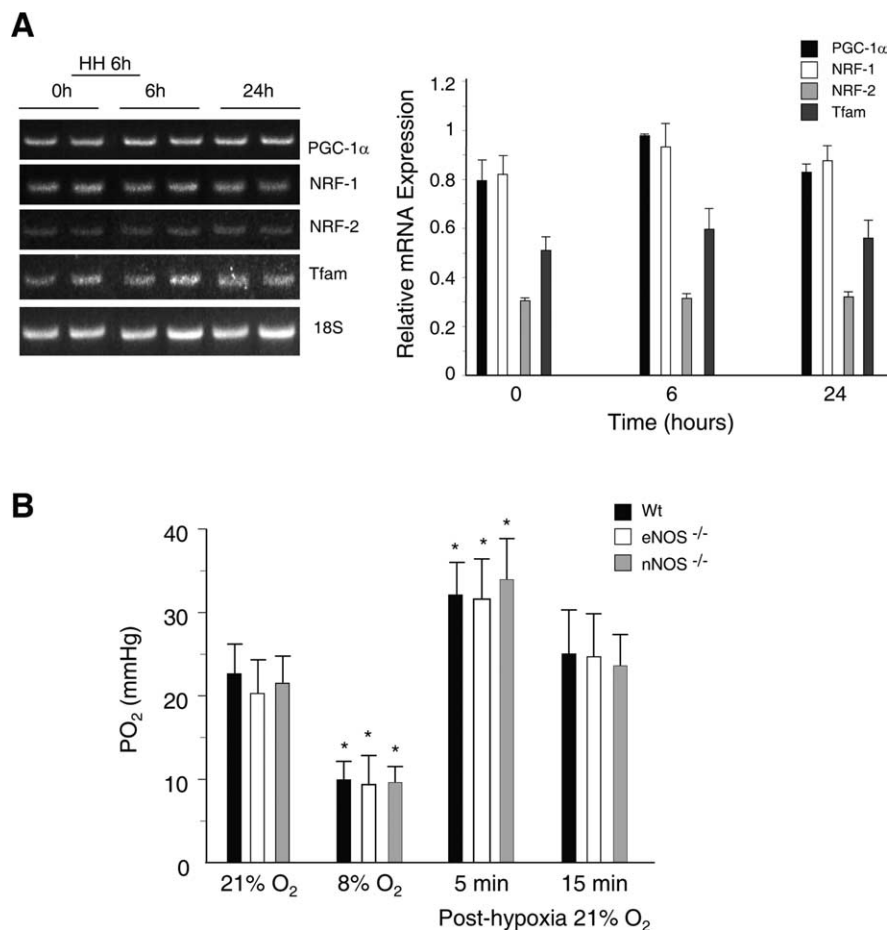 A
HH 6h
0h 6h 24h
PGC-1α
NRF-1
NRF-2
Tfam
18S
PGC-1α
NRF-1
NRF-2
Tfam
Relative mRNA Expression
1.2
1
0.8
0.6
0.4
0.2
0
0 6 24
Time (hours)
B
Wt
eNOS -/-
nNOS -/-
PO2 (mmHg)
40
30
20
10
0
* * *
* * *
21% O2 8% O2 5 min 15 min
Post-hypoxia 21% O2